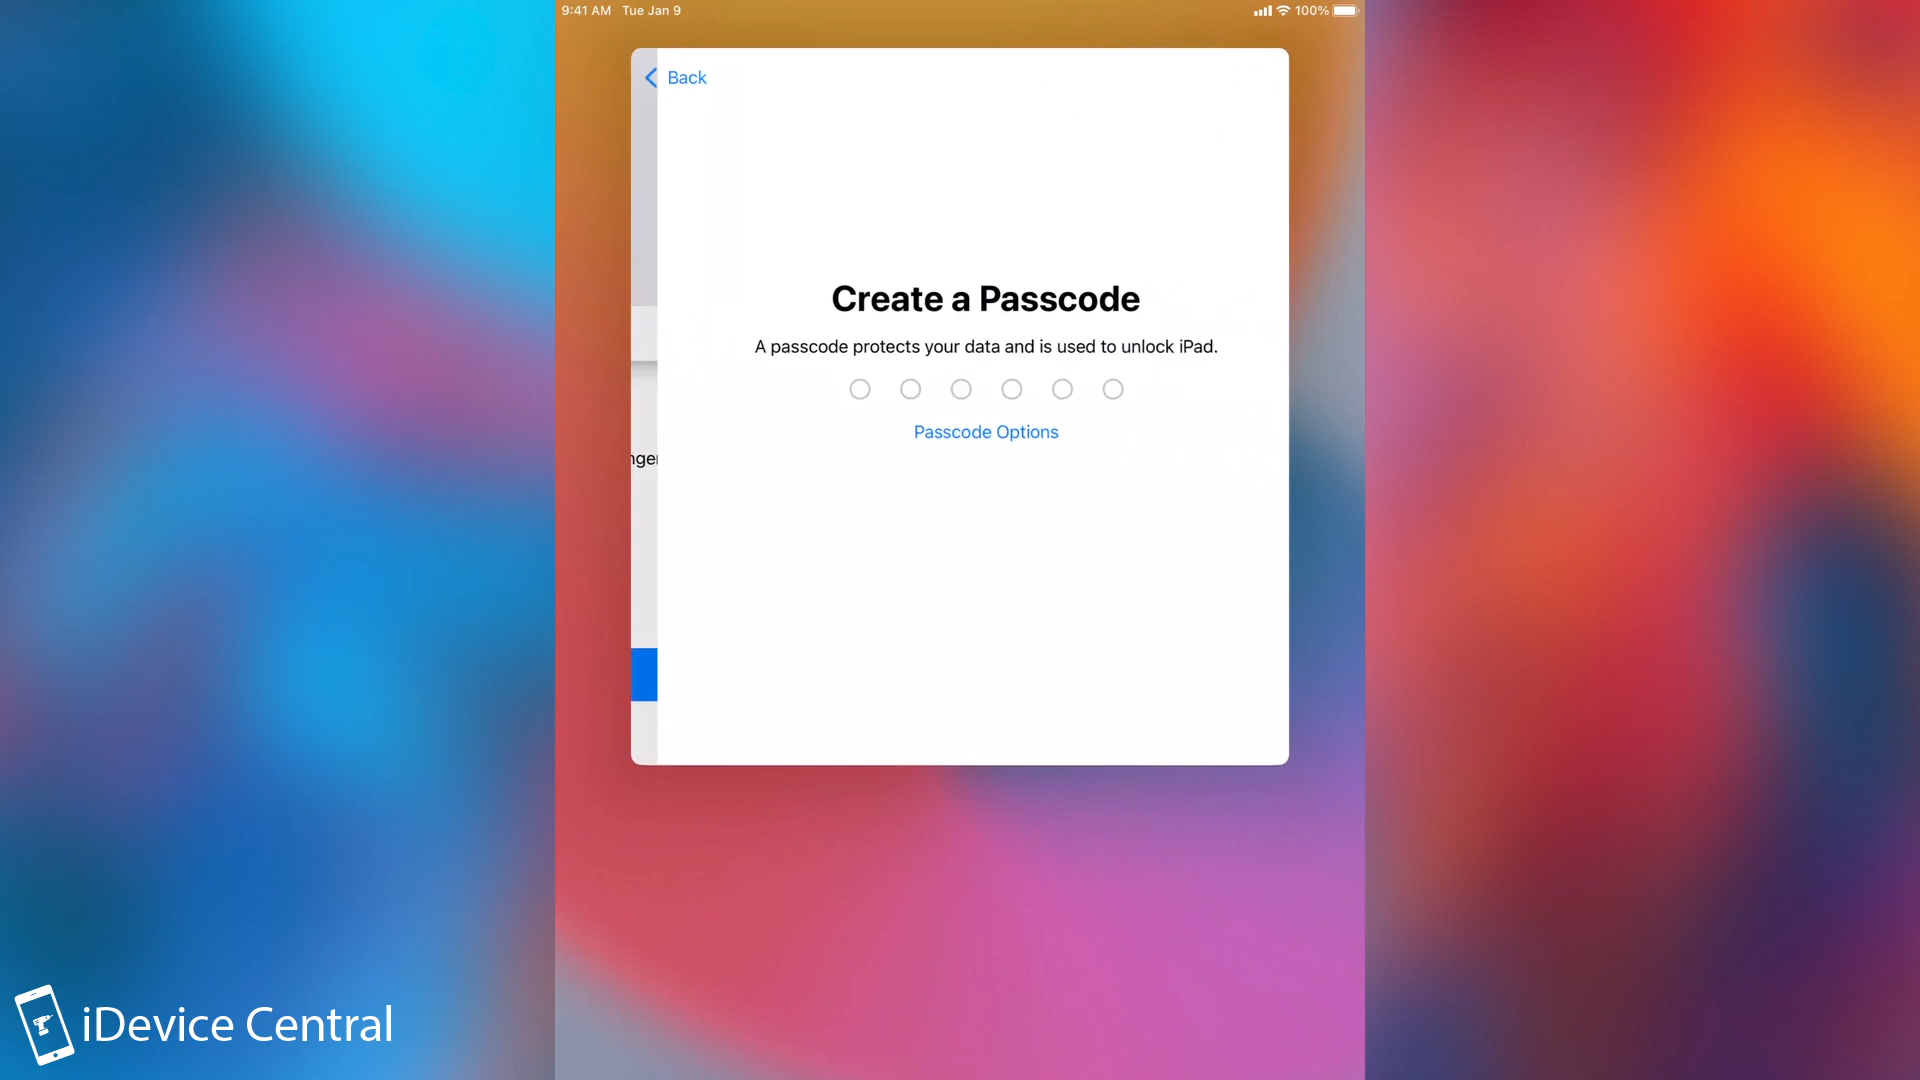 9:41 AM Tue Jan 9
100%
Back
Create a Passcode
A passcode protects your data and is used to unlock iPad.
Passcode Options
iDevice Central